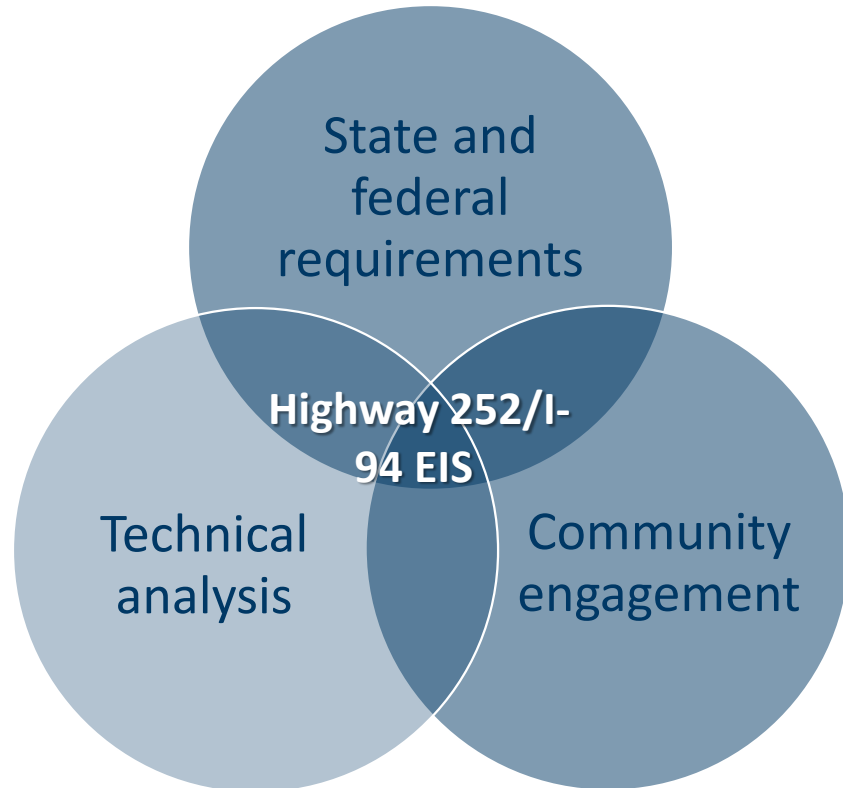 State and
federal
requirements
Highway 252/I-
94 EIS
Technical
analysis
Community
engagement